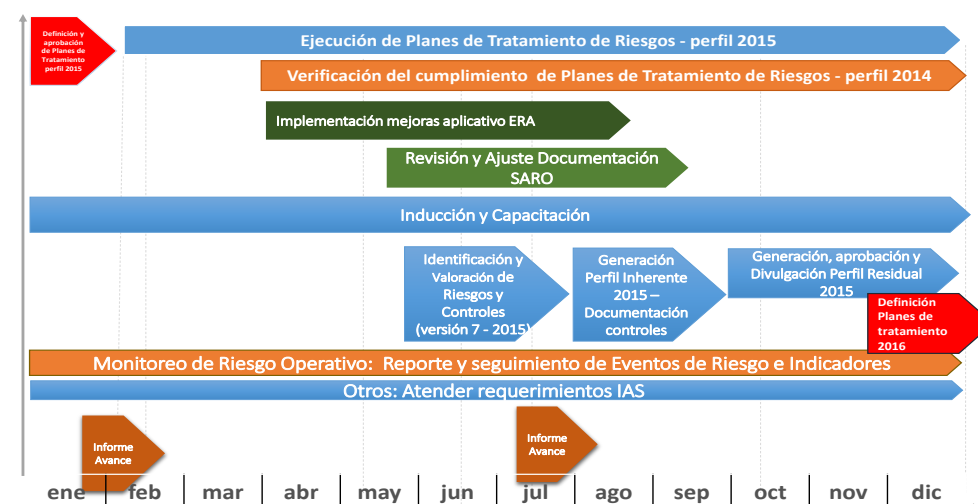 Definición y
aprobación
de Planes de
Tratamiento
perfil 2015
Ejecución de Planes de Tratamiento de Riesgos - perfil 2015
Verificación del cumplimiento de Planes de Tratamiento de Riesgos - perfil 2014
Implementación mejoras aplicativo ERA
Revisión y Ajuste Documentación
SARO
Inducción y Capacitación
Identificación y
Valoración de
Riesgos y
Controles
(versión 7 - 2015)
Generación
Perfil Inherente
2015 –
Documentación
controles
Generación, aprobación y
Divulgación Perfil Residual
2015
Definición
Planes de
tratamiento
2016
Monitoreo de Riesgo Operativo: Reporte y seguimiento de Eventos de Riesgo e Indicadores
Otros: Atender requerimientos IAS
Informe
Avance
Informe
Avance
ene feb mar abr may jun jul ago sep oct nov dic